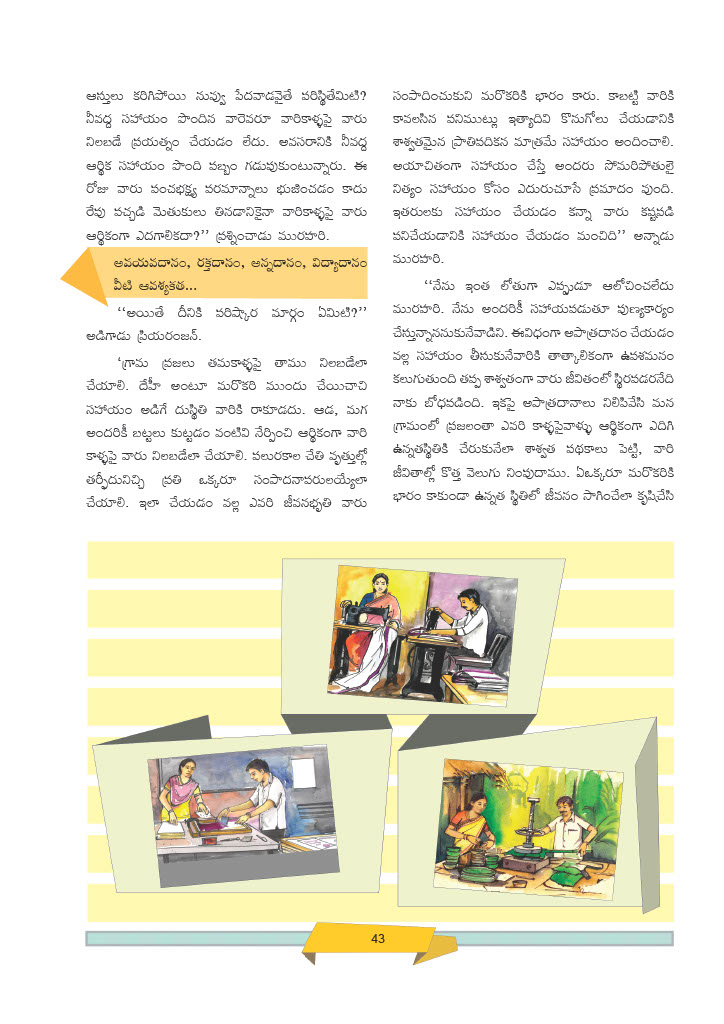 ఆస్తులు కరిగిపోయి నువ్వు పేదవాడవైతే పరిస్థితేమిటి?
నీవద్ద సహాయం పొందిన వారెవరూ వారికాళ్ళపై వారు
నిలబడే ప్రయత్నం చేయడం లేదు. అవసరానికి నీవద్ద
ఆర్థిక సహాయం పొంది పబ్బం గడుపుకుంటున్నారు. ఈ
రోజు వారు పంచభక్ష్య పరమాన్నాలు భుజించడం కాదు
రేపు పచ్చడి మెతుకులు తినడానికైనా వారికాళ్ళపై వారు
ఆర్థికంగా ఎదగాలికదా?’’ ప్రశ్నించాడు మురహరి.
అవయవదానం, రక్తదానం, అన్నదానం, విద్యాదానం
వీటి ఆవశ్యకత...
‘‘అయితే దీనికి పరిష్కార మార్గం ఏమిటి?’’
అడిగాడు ప్రియరంజన్.
‘గ్రామ ప్రజలు తమకాళ్ళపై తాము నిలబడేలా
చేయాలి. దేహీ అంటూ మరొకరి ముందు చేయిచాచి
సహాయం అడిగే దుస్థితి వారికి రాకూడదు. ఆడ, మగ
అందరికీ బట్టలు కుట్టడం వంటివి నేర్పించి ఆర్థికంగా వారి
కాళ్ళపై వారు నిలబడేలా చేయాలి. పలురకాల చేతి వృత్తుల్లో
తర్ఫీదునిచ్చి ప్రతి ఒక్కరూ సంపాదనాపరులయ్యేలా
చేయాలి. ఇలా చేయడం వల్ల ఎవరి జీవనభృతి వారు
సంపాదించుకుని మరొకరికి భారం కారు. కాబట్టి వారికి
కావలసిన పనిముట్లు ఇత్యాదివి కొనుగోలు చేయడానికి
శాశ్వతమైన ప్రాతిపదికన మాత్రమే సహాయం అందించాలి.
అయాచితంగా సహాయం చేస్తే అందరు సోమరిపోతులై
నిత్యం సహాయం కోసం ఎదురుచూసే ప్రమాదం వుంది.
ఇతరులకు సహాయం చేయడం కన్నా వారు కష్టపడి
పనిచేయడానికి సహాయం చేయడం మంచిది’’ అన్నాడు
మురహరి.
‘‘నేను ఇంత లోతుగా ఎప్పుడూ ఆలోచించలేదు
మురహరి. నేను అందరికీ సహాయపడుతూ పుణ్యకార్యం
చేస్తున్నాననుకునేవాడిని. ఈవిధంగా అపాత్రదానం చేయడం
వల్ల సహాయం తీసుకునేవారికి తాత్కాలికంగా ఉపశమనం
కలుగుతుంది తప్ప శాశ్వతంగా వారు జీవితంలో స్థిరపడరనేది
నాకు బోధపడింది. ఇకపై అపాత్రదానాలు నిలిపివేసి మన
గ్రామంలో ప్రజలంతా ఎవరి కాళ్ళపైవాళ్ళు ఆర్థికంగా ఎదిగి
ఉన్నతస్థితికి చేరుకునేలా శాశ్వత పథకాలు పెట్టి, వారి
జీవితాల్లో కొత్త వెలుగు నింపుదాము. ఏఒక్కరూ మరొకరికి
భారం కాకుండా ఉన్నత స్థితిలో జీవనం సాగించేలా కృషిచేసి
43